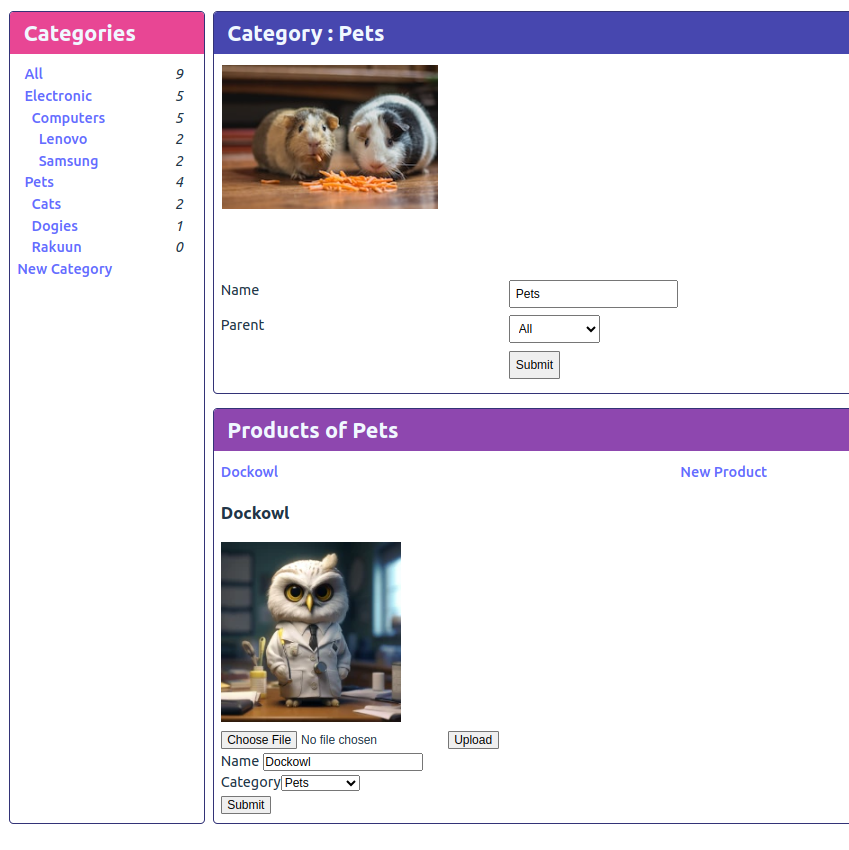 Categories
All 9
Electronic 5
Computers 5
Lenovo 2
Samsung 2
Pets 4
Cats 2
Dogies 1
Rakuun 0
New Category
Category : Pets
Name Pets
Parent All
Submit
Products of Pets
Dockowl New Product
Dockowl
Choose File No file chosen Upload
Name Dockowl
Category Pets
Submit